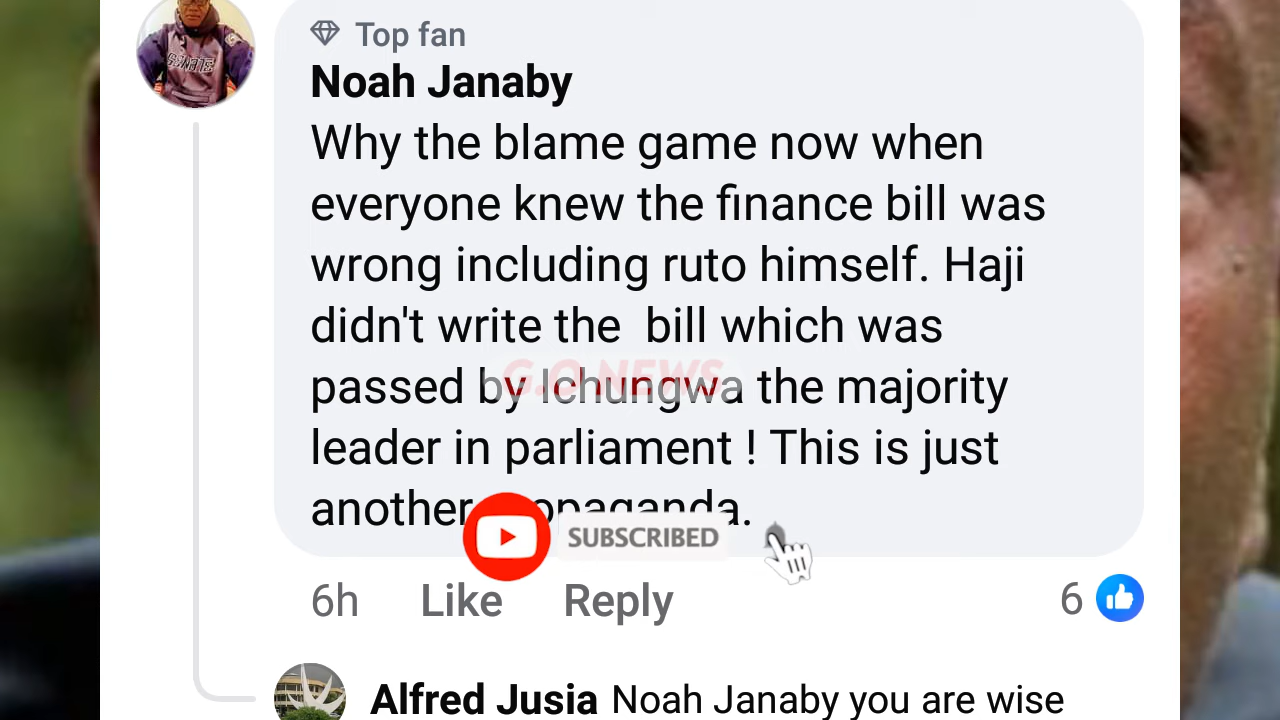 Top fan
Noah Janaby
Why the blame game now when
everyone knew the finance bill was
wrong including ruto himself. Haji
didn't write the bill which was
passed by Ichungwa the majority
G.O NEWS
leader in parliament ! This is just
another propaganda.
SUBSCRIBED
6h Like Reply 6
Alfred Jusia Noah Janaby you are wise